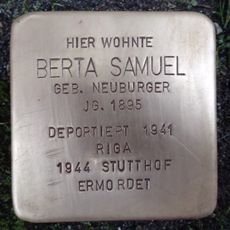 HIER WOHNTE
BERTA SAMUEL
GEB. NEUBURGER
JG. 1895
DEPORTIERT 1941
RIGA
1944 STUTTHOF
ERMORDET